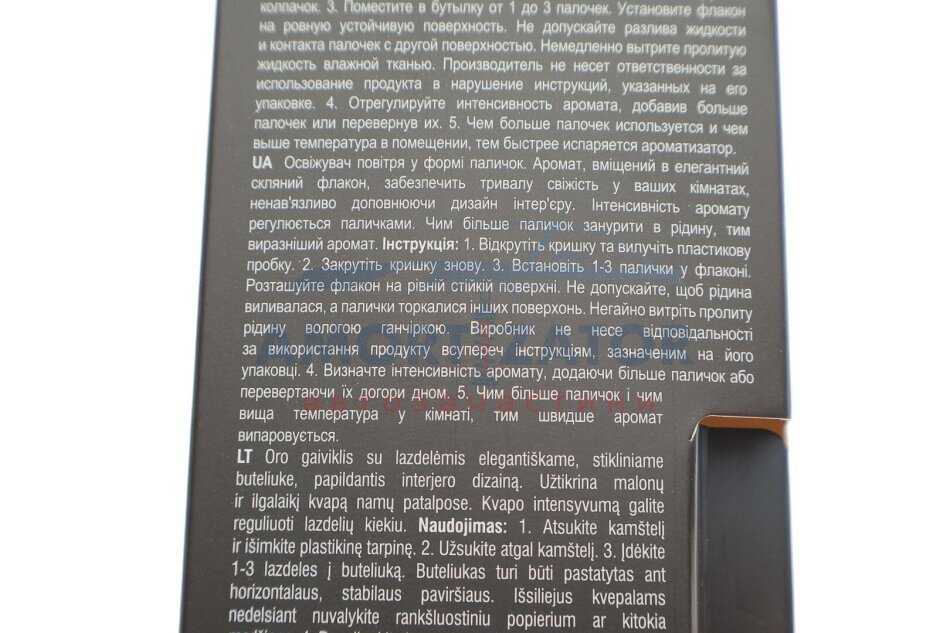 колпачок. 3. Поместите в бутылку от 1 до 3 палочек. Установите флакон
на ровную устойчивую поверхность. Не допускайте разлива жидкости
и контакта палочек с другой поверхностью. Немедленно вытрите пролитую
жидкость влажной тканью. Производитель не несет ответственности за
использование продукта в нарушение инструкций, указанных на его
упаковке. 4. Отрегулируйте интенсивность аромата, добавив больше
палочек или перевернув их. 5. Чем больше палочек используется и чем
выше температура в помещении, тем быстрее испаряется ароматизатор.
UA Освіжувач повітря у формі паличок. Аромат, вміщений в елегантний
скляний флакон, забезпечить тривалу свіжість у ваших кімнатах,
ненав'язливо доповнюючи дизайн інтер'єру. Інтенсивність аромату
регулюється паличками. Чим більше паличок занурити в рідину, тим
виразніший аромат. Інструкція: 1. Відкрутіть кришку та вилучіть пластикову
пробку. 2. Закрутіть кришку знову. 3. Встановіть 1-3 палички у флаконі.
Розташуйте флакон на рівній стійкій поверхні. Не допускайте, щоб рідина
виливалася, а палички торкалися інших поверхонь. Негайно витріть пролиту
рідину вологою ганчіркою. Виробник не несе відповідальності
за використання продукту всупереч інструкціям, зазначеним на його
AMORTIZATOR
упаковці. 4. Визначте інтенсивність аромату, додаючи більше паличок або
перевертаючи їх догори дном. 5. Чим більше паличок і чим
автозапчастини
вища температура у кімнаті, тим швидше аромат
випаровується.
LT Oro gaiviklis su lazdelėmis elegantiškame, stikliniame
buteliuke, papildantis interjero dizainą. Užtikrina malonų
ir ilgalaikį kvapą namų patalpose. Kvapo intensyvumą galite
reguliuoti lazdelių kiekiu. Naudojimas: 1. Atsukite kamštelį
ir išimkite plastikinę tarpinę. 2. Užsukite atgal kamštelį. 3. Įdėkite
1-3 lazdeles į buteliuką. Buteliukas turi būti pastatytas ant
horizontalaus, stabilaus paviršiaus. Išsiliejus kvepalams
nedelsiant nuvalykite rankšluostiniu popierium ar kitokia